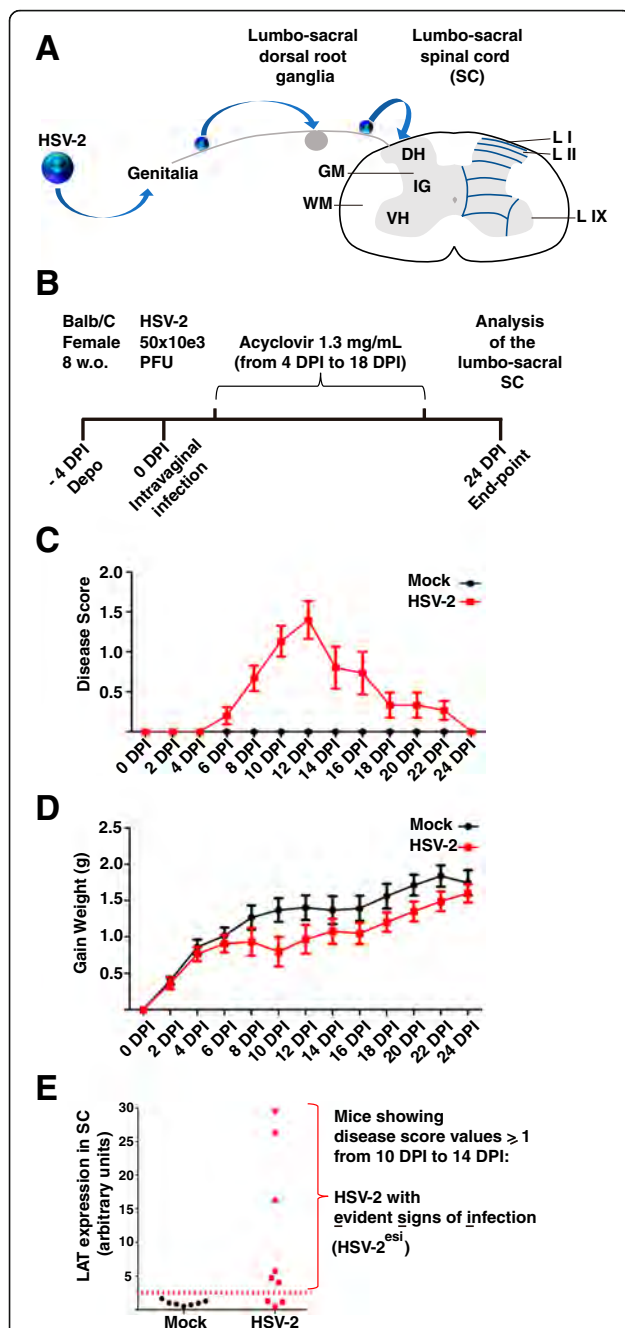 A
Lumbo-sacral
dorsal root
ganglia
Lumbo-sacral
spinal cord
(SC)
HSV-2
Genitalia
DH
GM
IG
WM
VH
L I
L II
L IX
B
Balb/C
Female
8 w.o.
HSV-2
50x10e3
PFU
Acyclovir 1.3 mg/mL
(from 4 DPI to 18 DPI)
Analysis
of the
lumbo-sacral
SC
- 4 DPI
Depo
0 DPI
Intravaginal
infection
24 DPI
End-point
C
Disease Score
2.0
1.5
1.0
0.5
Mock
HSV-2
0 DPI
2 DPI
4 DPI
6 DPI
8 DPI
10 DPI
12 DPI
14 DPI
16 DPI
18 DPI
20 DPI
22 DPI
24 DPI
D
Gain Weight (g)
2.5
2.0
1.5
1.0
0.5
Mock
HSV-2
0 DPI
2 DPI
4 DPI
6 DPI
8 DPI
10 DPI
12 DPI
14 DPI
16 DPI
18 DPI
20 DPI
22 DPI
24 DPI
E
LAT expression in SC
(arbitrary units)
30
25
20
15
10
5
Mock
HSV-2
Mice showing
disease score values ⩾ 1
from 10 DPI to 14 DPI:
HSV-2 with
evident signs of infection
(HSV-2esi)